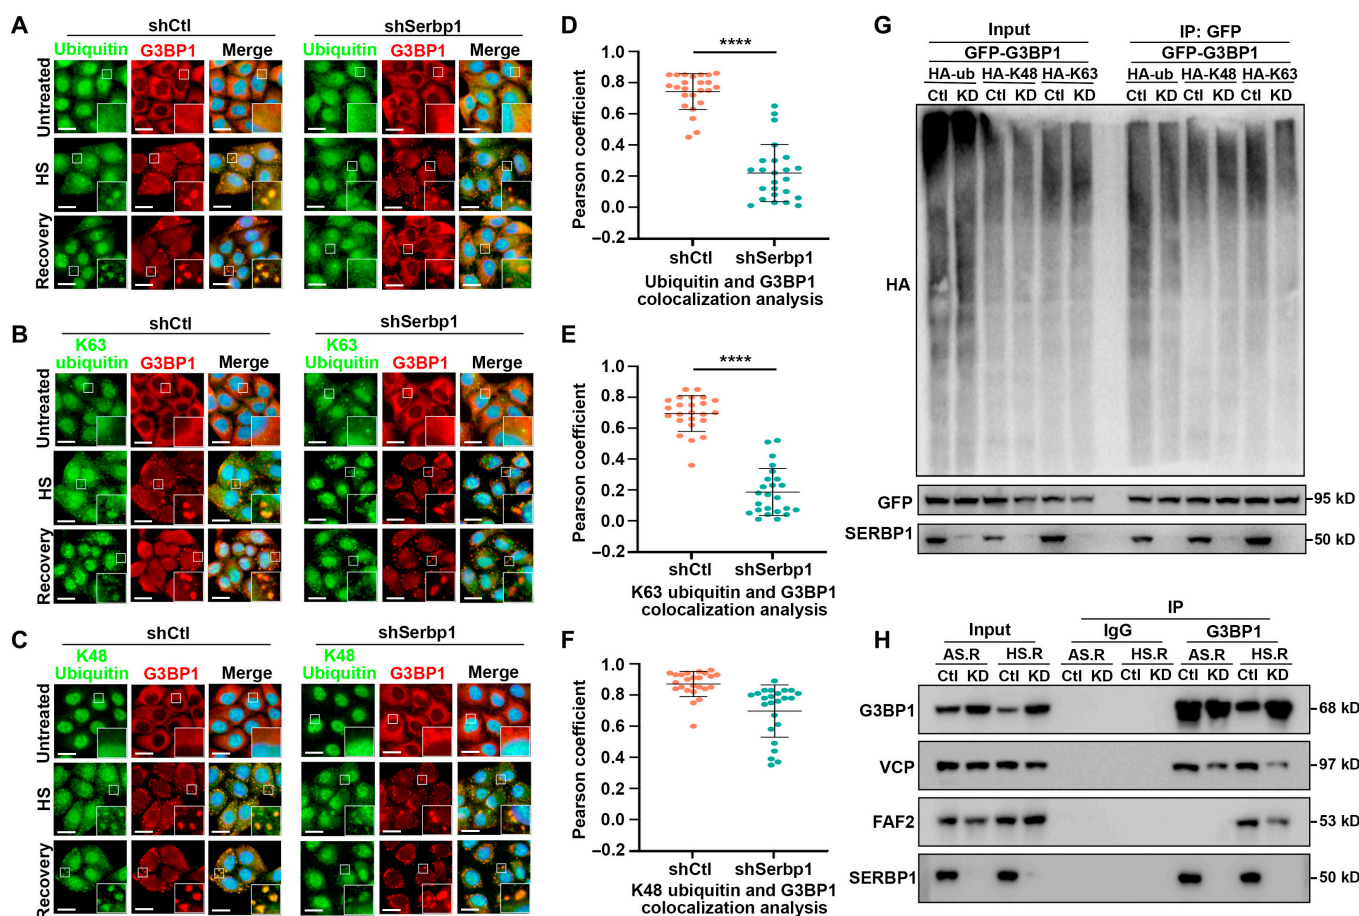 A
shCtl
shSerbp1
Ubiquitin G3BP1 Merge
Ubiquitin G3BP1 Merge
Untreated
HS
Recovery
B
shCtl
shSerbp1
K63
ubiquitin G3BP1 Merge
K63
Ubiquitin G3BP1 Merge
Untreated
HS
Recovery
C
shCtl
shSerbp1
K48
Ubiquitin G3BP1 Merge
K48
Ubiquitin G3BP1 Merge
Untreated
HS
Recovery
D
****
Pearson coefficient
1.0
0.8
0.6
0.4
0.2
0.0
–0.2
shCtl shSerbp1
Ubiquitin and G3BP1
colocalization analysis
E
****
Pearson coefficient
1.0
0.8
0.6
0.4
0.2
0.0
–0.2
shCtl shSerbp1
K63 ubiquitin and G3BP1
colocalization analysis
F
Pearson coefficient
1.0
0.8
0.6
0.4
0.2
0.0
–0.2
shCtl shSerbp1
K48 ubiquitin and G3BP1
colocalization analysis
G
Input IP: GFP
GFP-G3BP1 GFP-G3BP1
HA-ub HA-K48 HA-K63 HA-ub HA-K48 HA-K63
Ctl KD Ctl KD Ctl KD Ctl KD Ctl KD Ctl KD
HA
GFP 95 kD
SERBP1 50 kD
H
IP
Input IgG G3BP1
AS.R HS.R AS.R HS.R AS.R HS.R
Ctl KD Ctl KD Ctl KD Ctl KD Ctl KD Ctl KD
G3BP1 68 kD
VCP 97 kD
FAF2 53 kD
SERBP1 50 kD